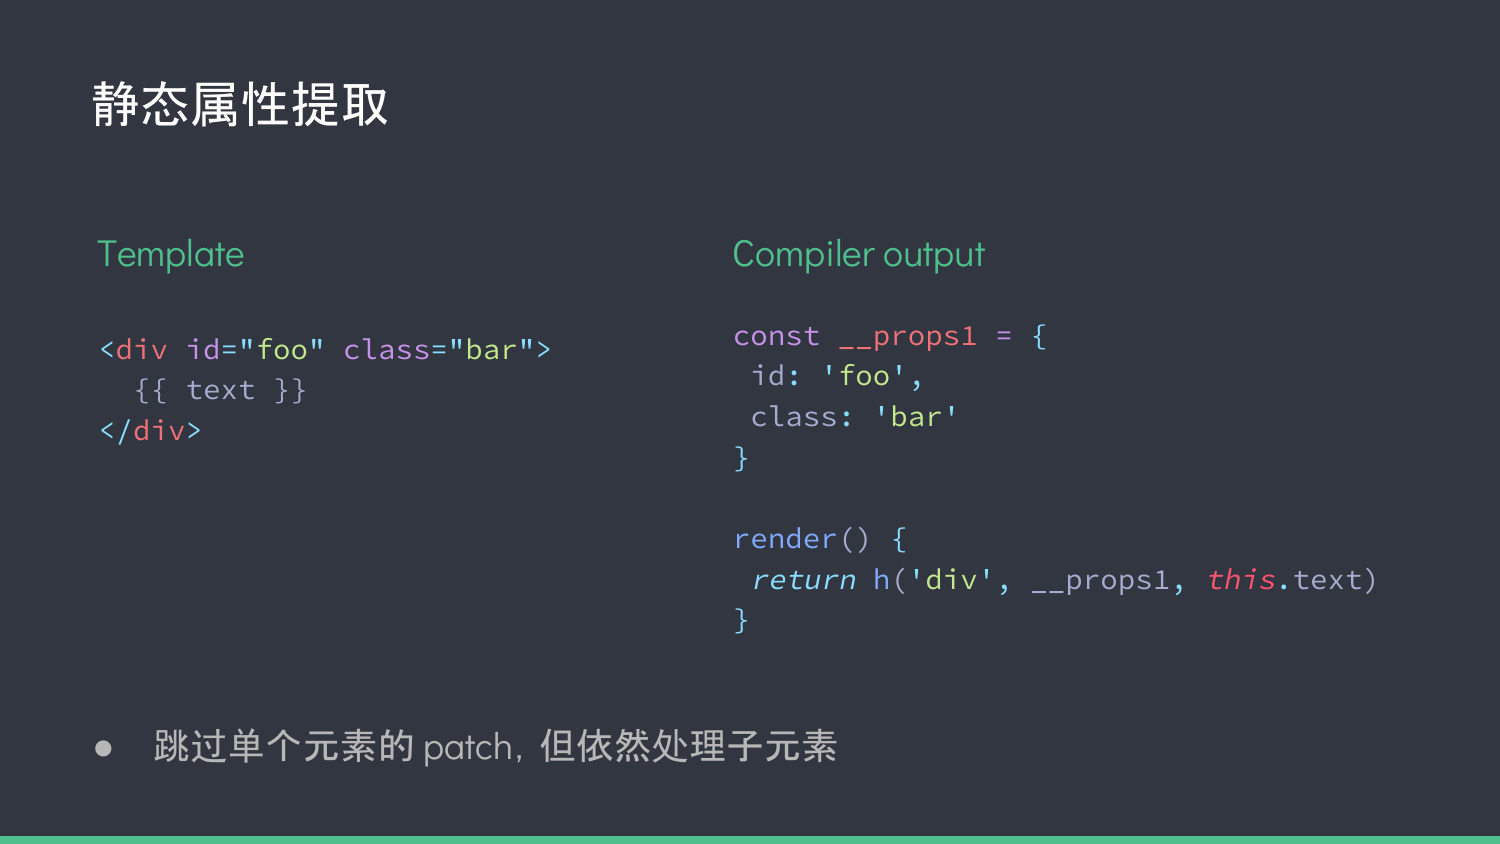 静态属性提取
Template
<div id="foo" class="bar">
  {{ text }}
</div>
Compiler output
const __props1 = {
 id: 'foo',
 class: 'bar'
}
render() {
 return h('div', __props1, this.text)
}
● 跳过单个元素的 patch, 但依然处理子元素